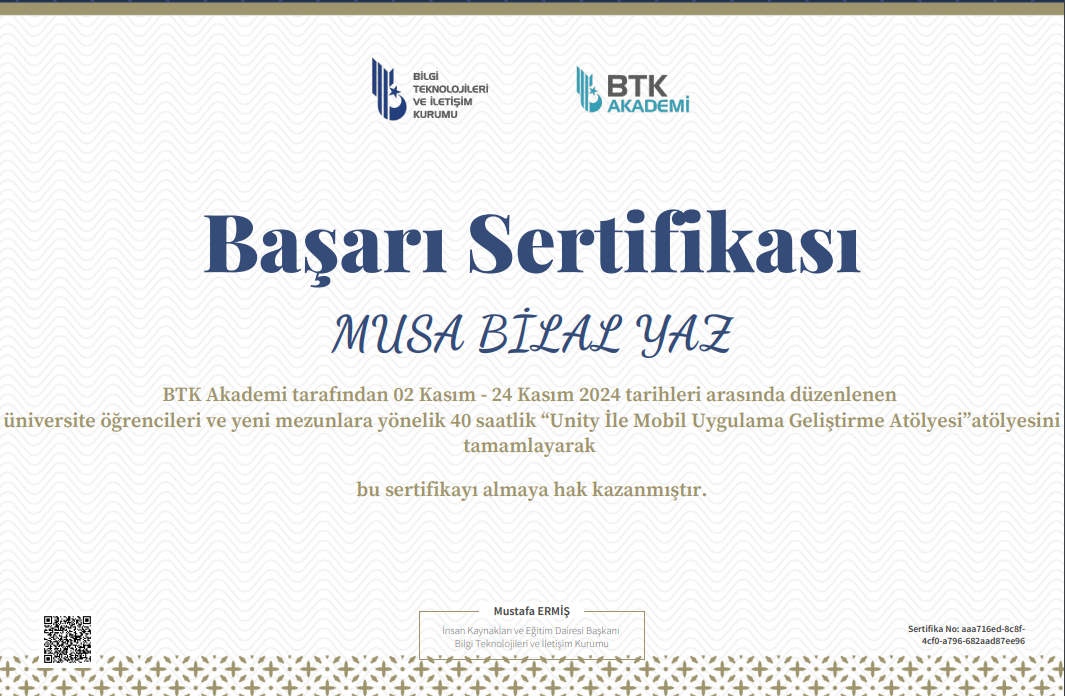 BİLGİ
TEKNOLOJİLERİ
VE İLETİŞİM
KURUMU
BTK
AKADEMİ
Başarı Sertifikası
MUSA BİLAL YAZ
BTK Akademi tarafından 02 Kasım - 24 Kasım 2024 tarihleri arasında düzenlenen
üniversite öğrencileri ve yeni mezunlara yönelik 40 saatlik “Unity İle Mobil Uygulama Geliştirme Atölyesi”atölyesini
tamamlayarak
bu sertifikayı almaya hak kazanmıştır.
Mustafa ERMİŞ
İnsan Kaynakları ve Eğitim Dairesi Başkanı
Bilgi Teknolojileri ve İletişim Kurumu
Sertifika No: aaa716ed-8c8f-
4cf0-a796-682aad87ee96